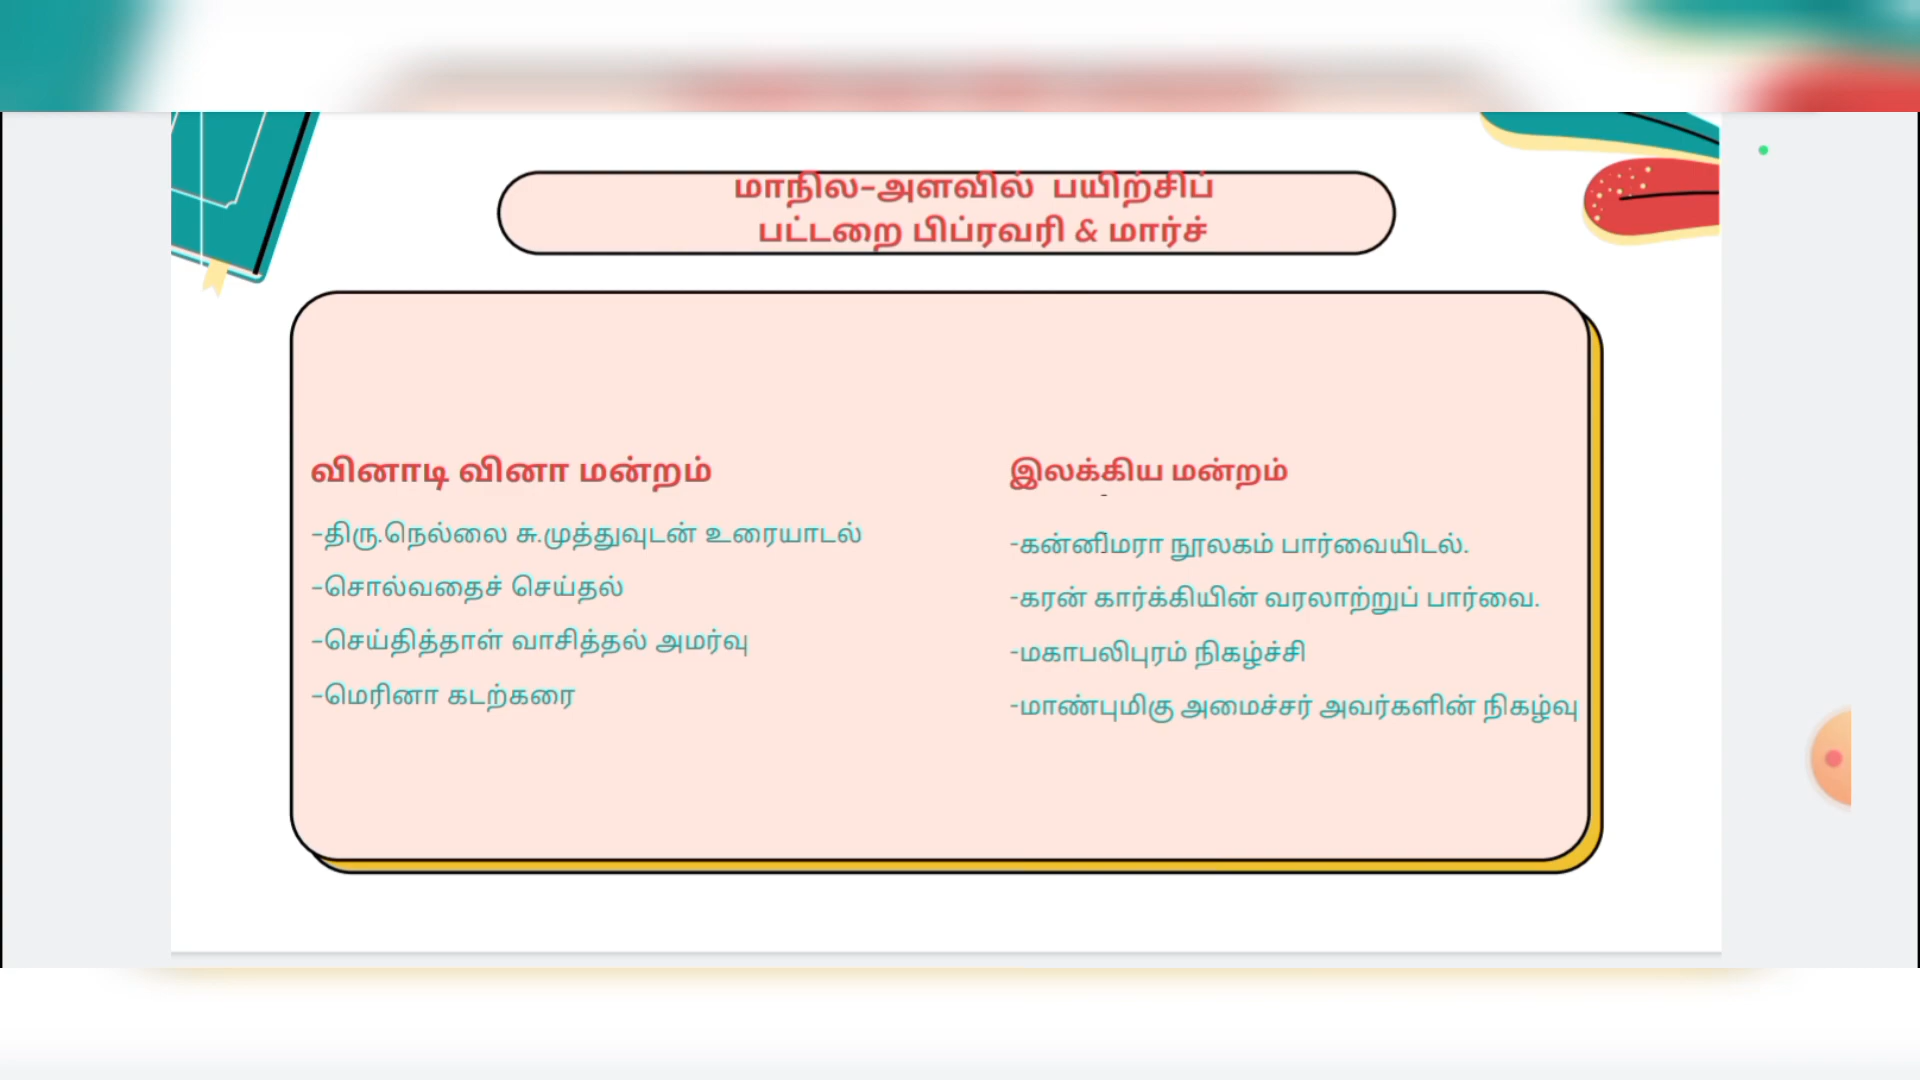 மாநில-அளவில் பயிற்சிப்
பட்டறை பிப்ரவரி & மார்ச்
வினாடி வினா மன்றம்
-திரு.நெல்லை சு.முத்துவுடன் உரையாடல்
-சொல்வதைச் செய்தல்
-செய்தித்தாள் வாசித்தல் அமர்வு
-மெரினா கடற்கரை
இலக்கிய மன்றம்
-கன்னிமரா நூலகம் பார்வையிடல்.
-கரன் கார்க்கியின் வரலாற்றுப் பார்வை.
-மகாபலிபுரம் நிகழ்ச்சி
-மாண்புமிகு அமைச்சர் அவர்களின் நிகழ்வு